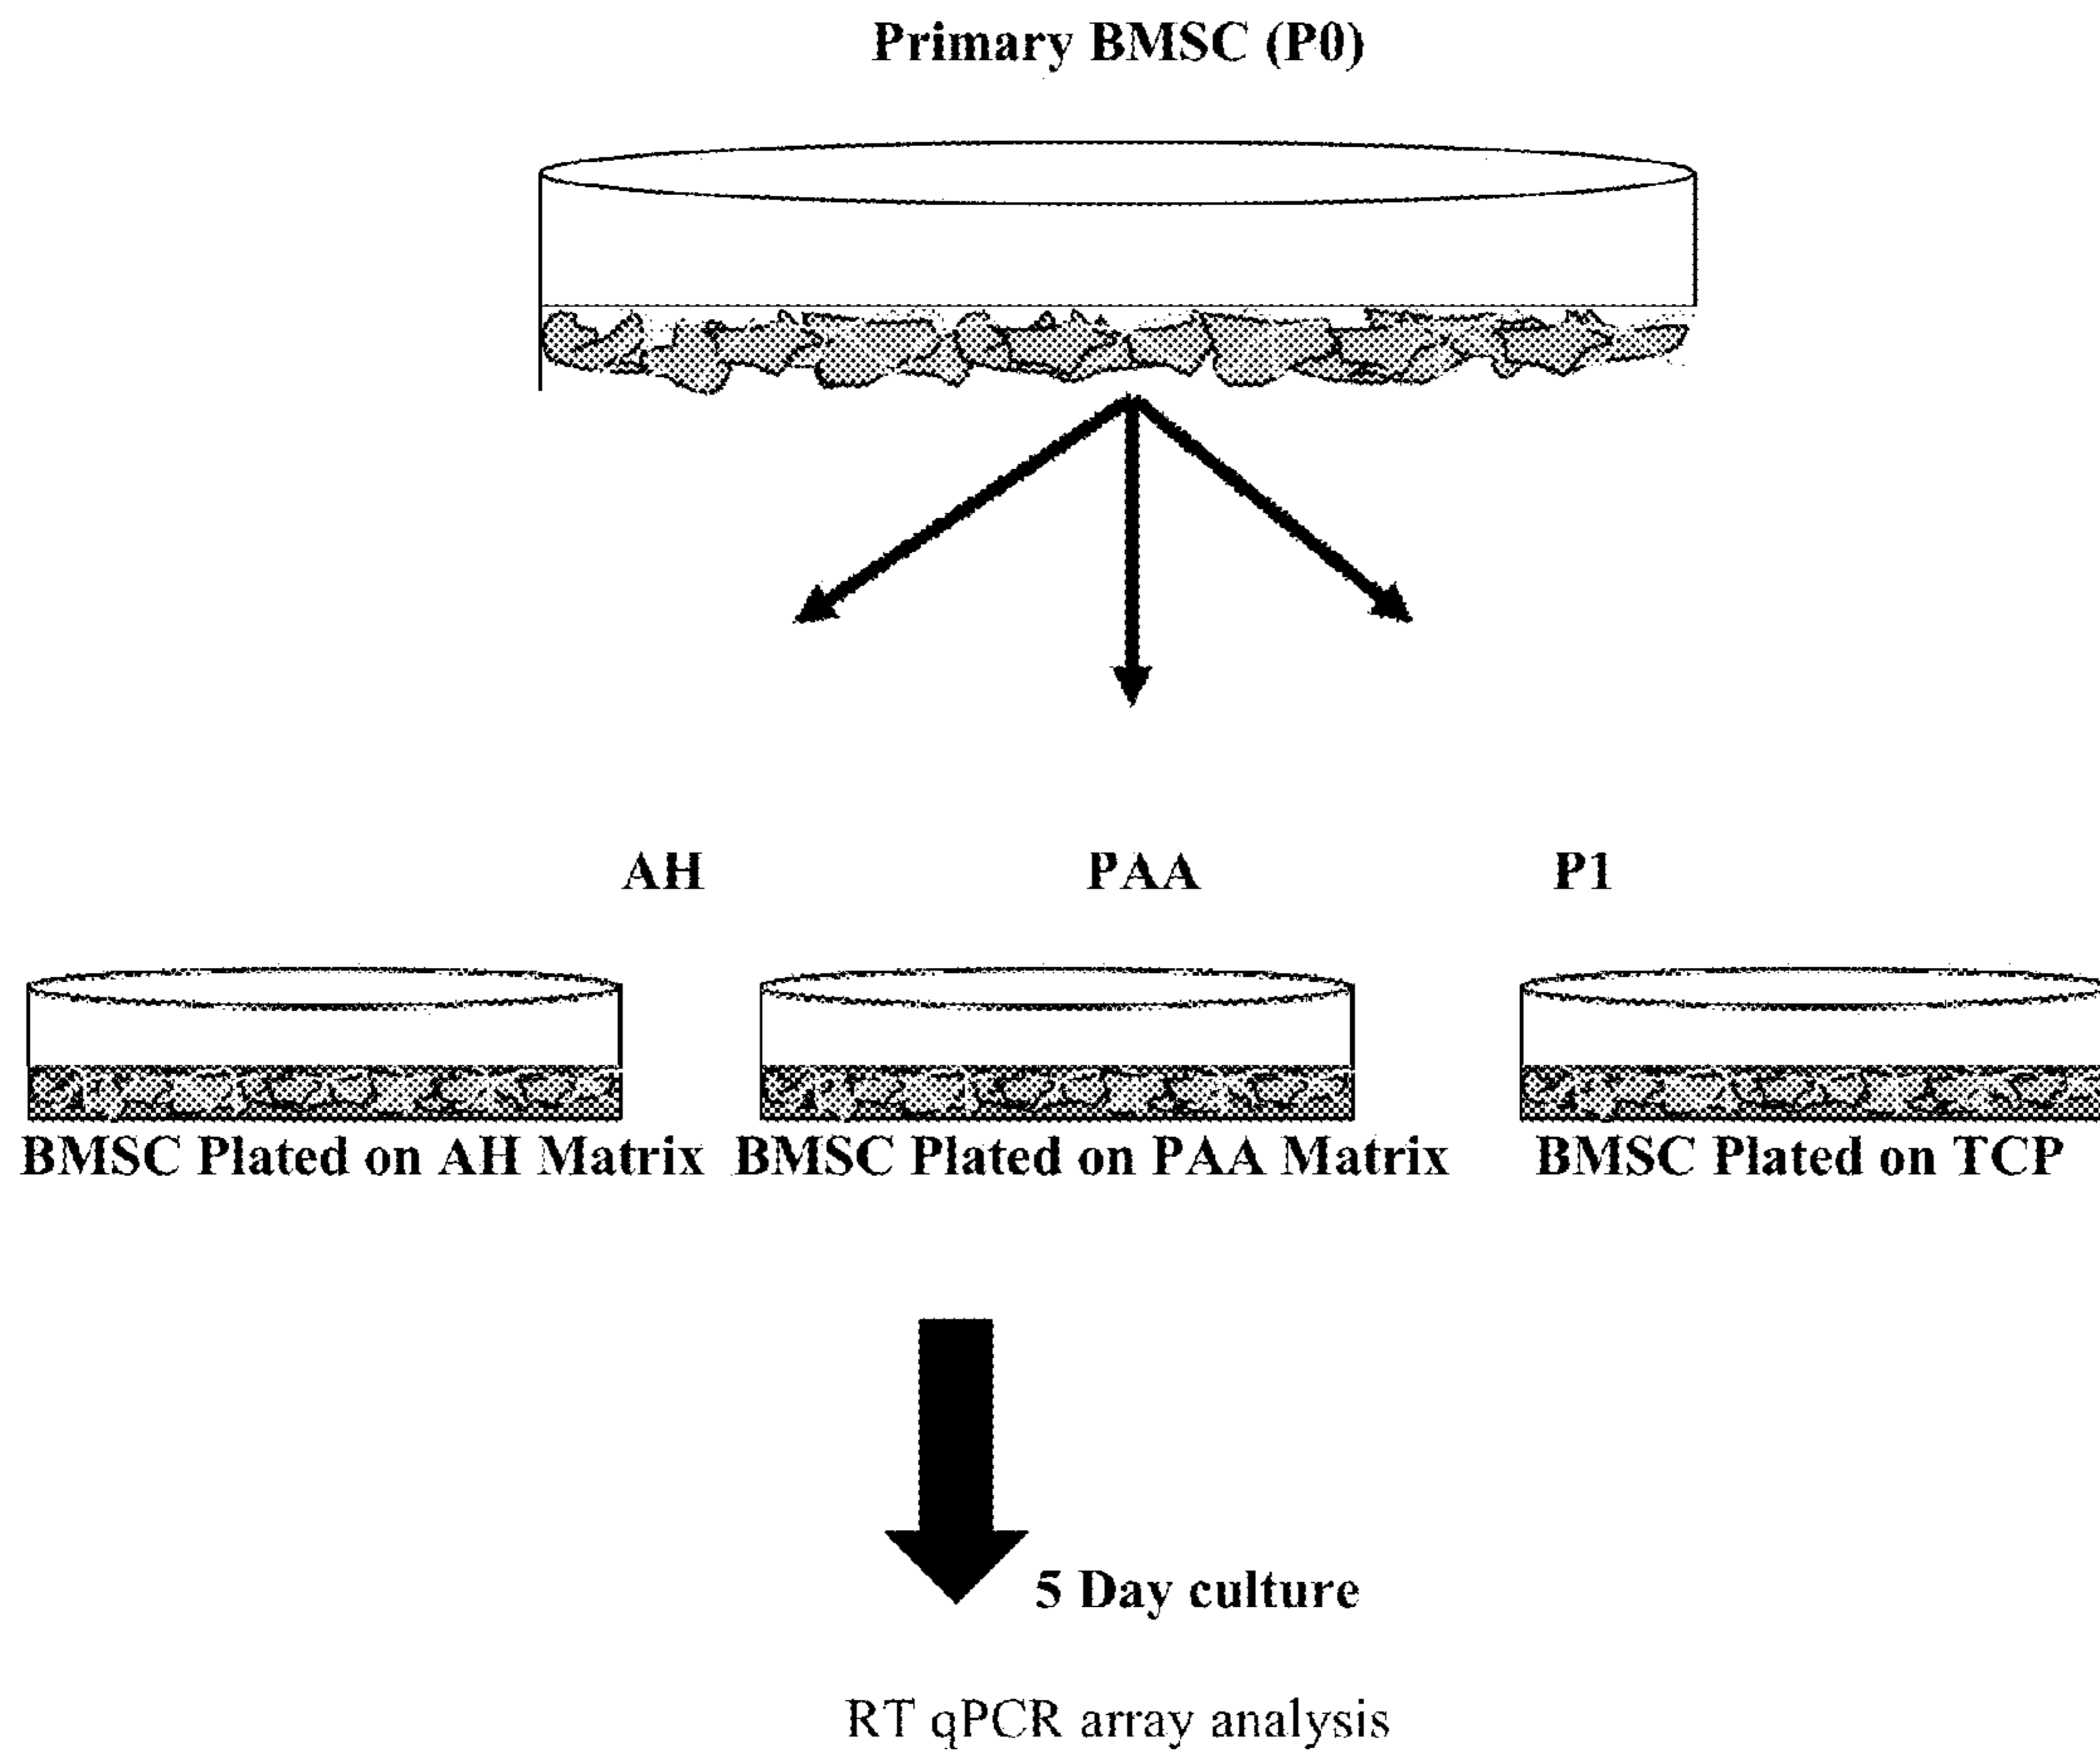 Primary BMSC (P0)
AH PAA P1
BMSC Plated on AH Matrix BMSC Plated on PAA Matrix BMSC Plated on TCP
5 Day culture
RT qPCR array analysis